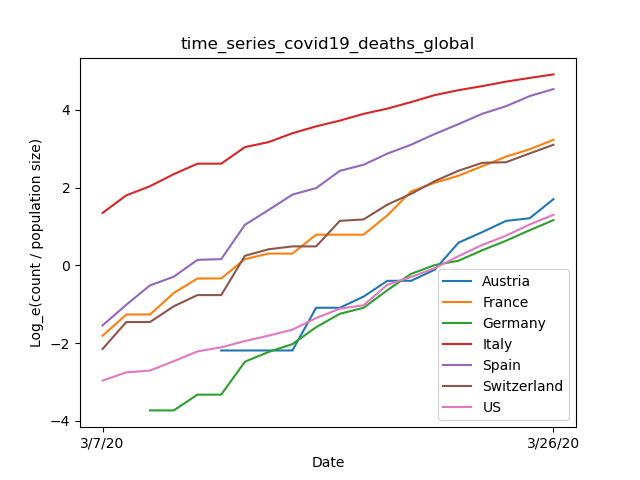 time_series_covid19_deaths_global
Log_e(count / population size)
4
2
0
−2
−4
Austria
France
Germany
Italy
Spain
Switzerland
US
3/7/20
3/26/20
Date